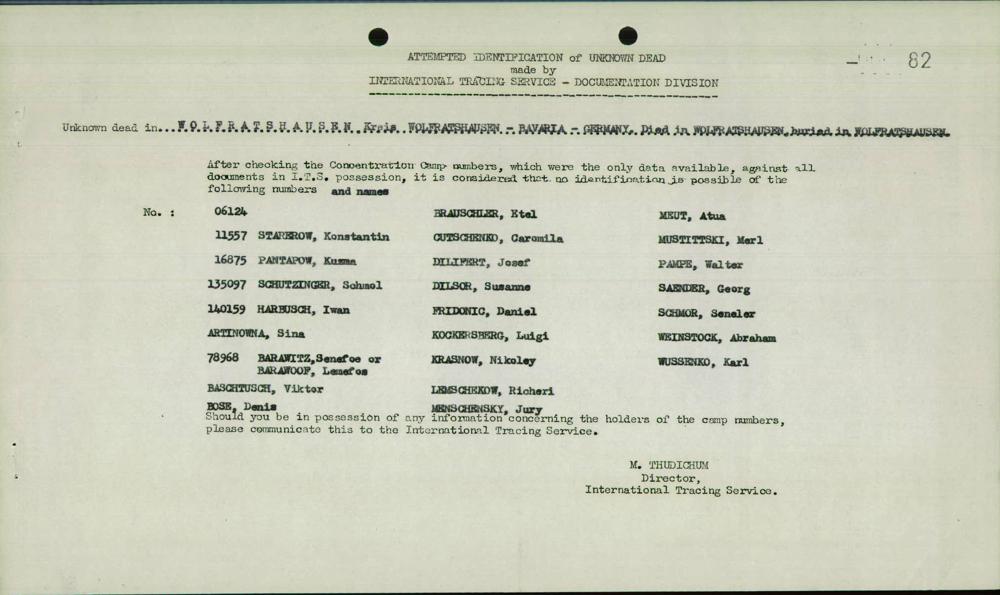 82
ATTEMPTED IDENTIFICATION of UNKNOWN DEAD
made by
INTERNATIONAL TRACING SERVICE - DOCUMENTATION DIVISION
Unknown dead in...W.O.L.F.R.A.T.S.H.A.U.S.E.N. Kreis. WOLFRATSHAUSEN - BAVARIA - GERMANY. Died in WOLFRATSHAUSEN, buried in WOLFRATSHAUSEN.
After checking the Concentration Camp numbers, which were the only data available, against all
documents in I.T.S. possession, it is considered that no identification is possible of the
following numbers and names
No. : 06124 BRAUSCHLER, Etel MEUT, Atua
11557 STAREROW, Konstantin GUTSCHENKO, Garomila MUSTITTSKI, Merl
16875 PANTAPOW, Kusma DILIFERT, Josef PAMPE, Walter
135097 SCHUTZINGER, Schmol DILSOR, Susanne SAENDER, Georg
140159 HARBUSCH, Iwan FRIDONIC, Daniel SCHMOR, Seneler
ARTINOWNA, Sina KOCKERSBERG, Luigi WEINSTOCK, Abraham
78968 BARAWITZ,Senefoe or KRASNOW, Nikoley WUSSENKO, Karl
BARAWOOF, Lemefos
BASCHTUSCH, Viktor LEMSCHEKOW, Richeri
BOSE, Denis MENSCHENSKY, Jury
Should you be in possession of any information concerning the holders of the camp numbers,
please communicate this to the International Tracing Service.
M. THUDICHUM
Director,
International Tracing Service.